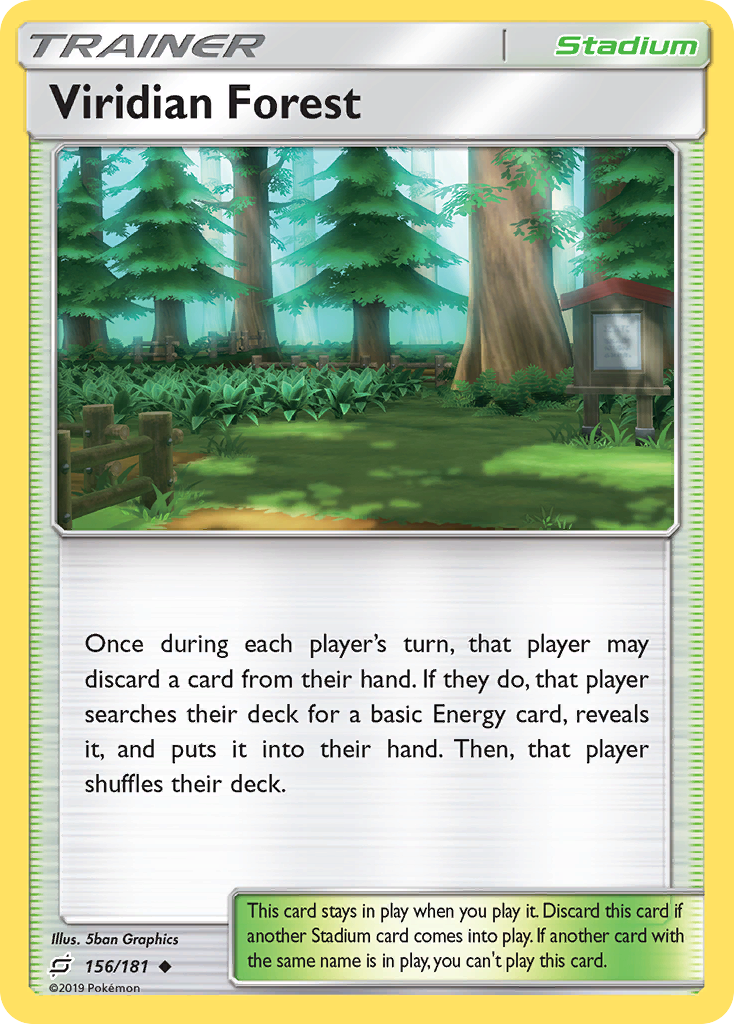 TRAINER
Stadium
Viridian Forest
Once during each player's turn, that player may
discard a card from their hand. If they do, that player
searches their deck for a basic Energy card, reveals
it, and puts it into their hand. Then, that player
shuffles their deck.
This card stays in play when you play it. Discard this card if
another Stadium card comes into play. If another card with
the same name is in play, you can't play this card.
Illus. 5ban Graphics
156/181
©2019 Pokémon